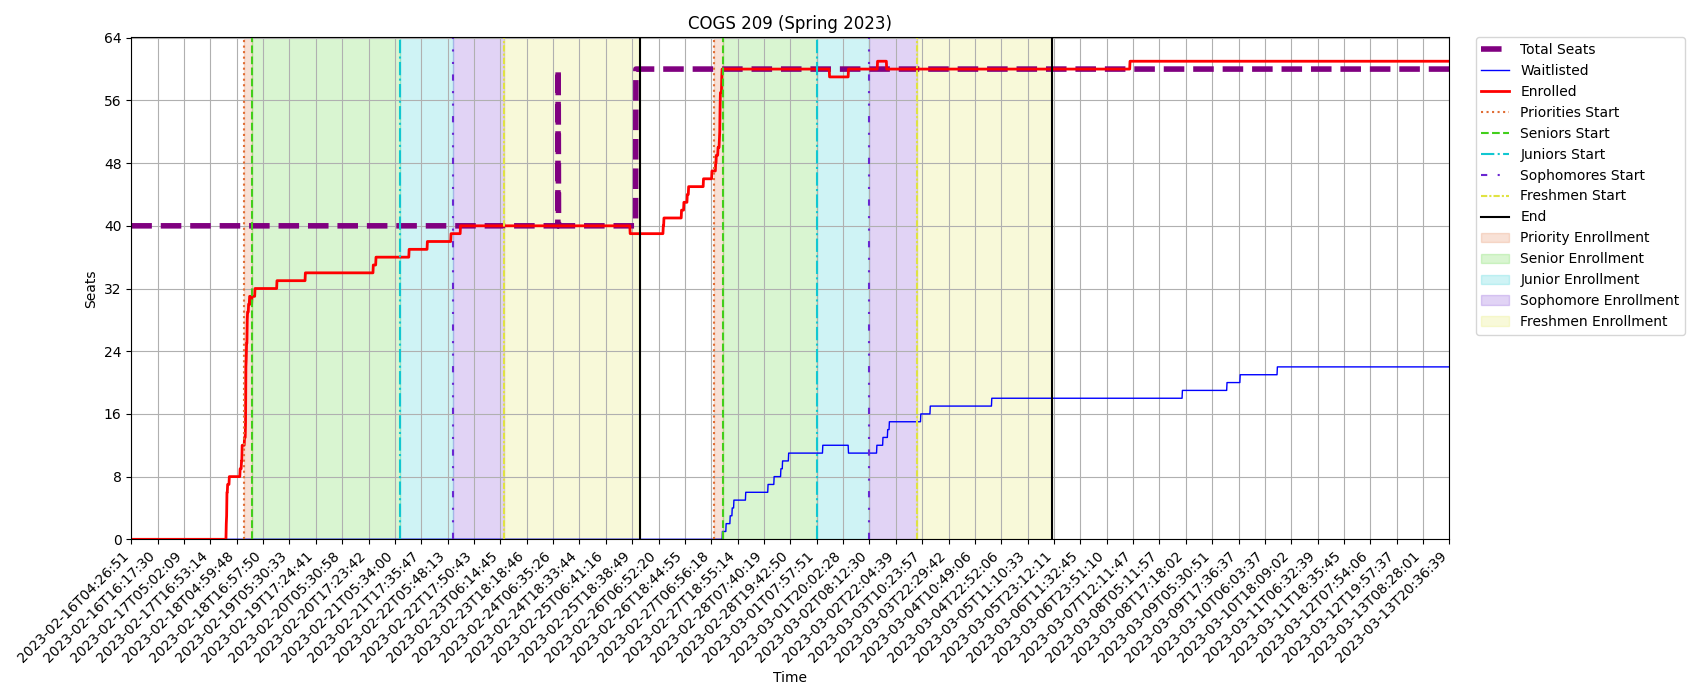 COGS 209 (Spring 2023)
64
56
48
40
32
24
16
8
0
Seats
2023-02-16T04:26:51
2023-02-16T16:17:30
2023-02-17T05:02:09
2023-02-17T16:53:14
2023-02-18T04:59:48
2023-02-18T16:57:50
2023-02-19T05:30:33
2023-02-19T17:24:41
2023-02-20T05:30:58
2023-02-20T17:23:42
2023-02-21T05:34:00
2023-02-21T17:35:47
2023-02-22T05:48:13
2023-02-22T17:50:43
2023-02-23T06:14:45
2023-02-23T18:18:46
2023-02-24T06:35:26
2023-02-24T18:33:44
2023-02-25T06:41:16
2023-02-25T18:38:49
2023-02-26T06:52:20
2023-02-26T18:44:55
2023-02-27T06:56:18
2023-02-27T18:55:14
2023-02-28T07:40:19
2023-02-28T19:42:50
2023-03-01T07:57:51
2023-03-01T20:02:28
2023-03-02T08:12:30
2023-03-02T22:04:39
2023-03-03T10:23:57
2023-03-03T22:29:42
2023-03-04T10:49:06
2023-03-04T22:52:06
2023-03-05T11:10:33
2023-03-05T23:12:11
2023-03-06T11:32:45
2023-03-06T23:51:10
2023-03-07T12:11:47
2023-03-08T05:11:57
2023-03-08T17:18:02
2023-03-09T05:30:51
2023-03-09T17:36:37
2023-03-10T06:03:37
2023-03-10T18:09:02
2023-03-11T06:32:39
2023-03-11T18:35:45
2023-03-12T07:54:06
2023-03-12T19:57:37
2023-03-13T08:28:01
2023-03-13T20:36:39
Time
Total Seats
Waitlisted
Enrolled
Priorities Start
Seniors Start
Juniors Start
Sophomores Start
Freshmen Start
End
Priority Enrollment
Senior Enrollment
Junior Enrollment
Sophomore Enrollment
Freshmen Enrollment